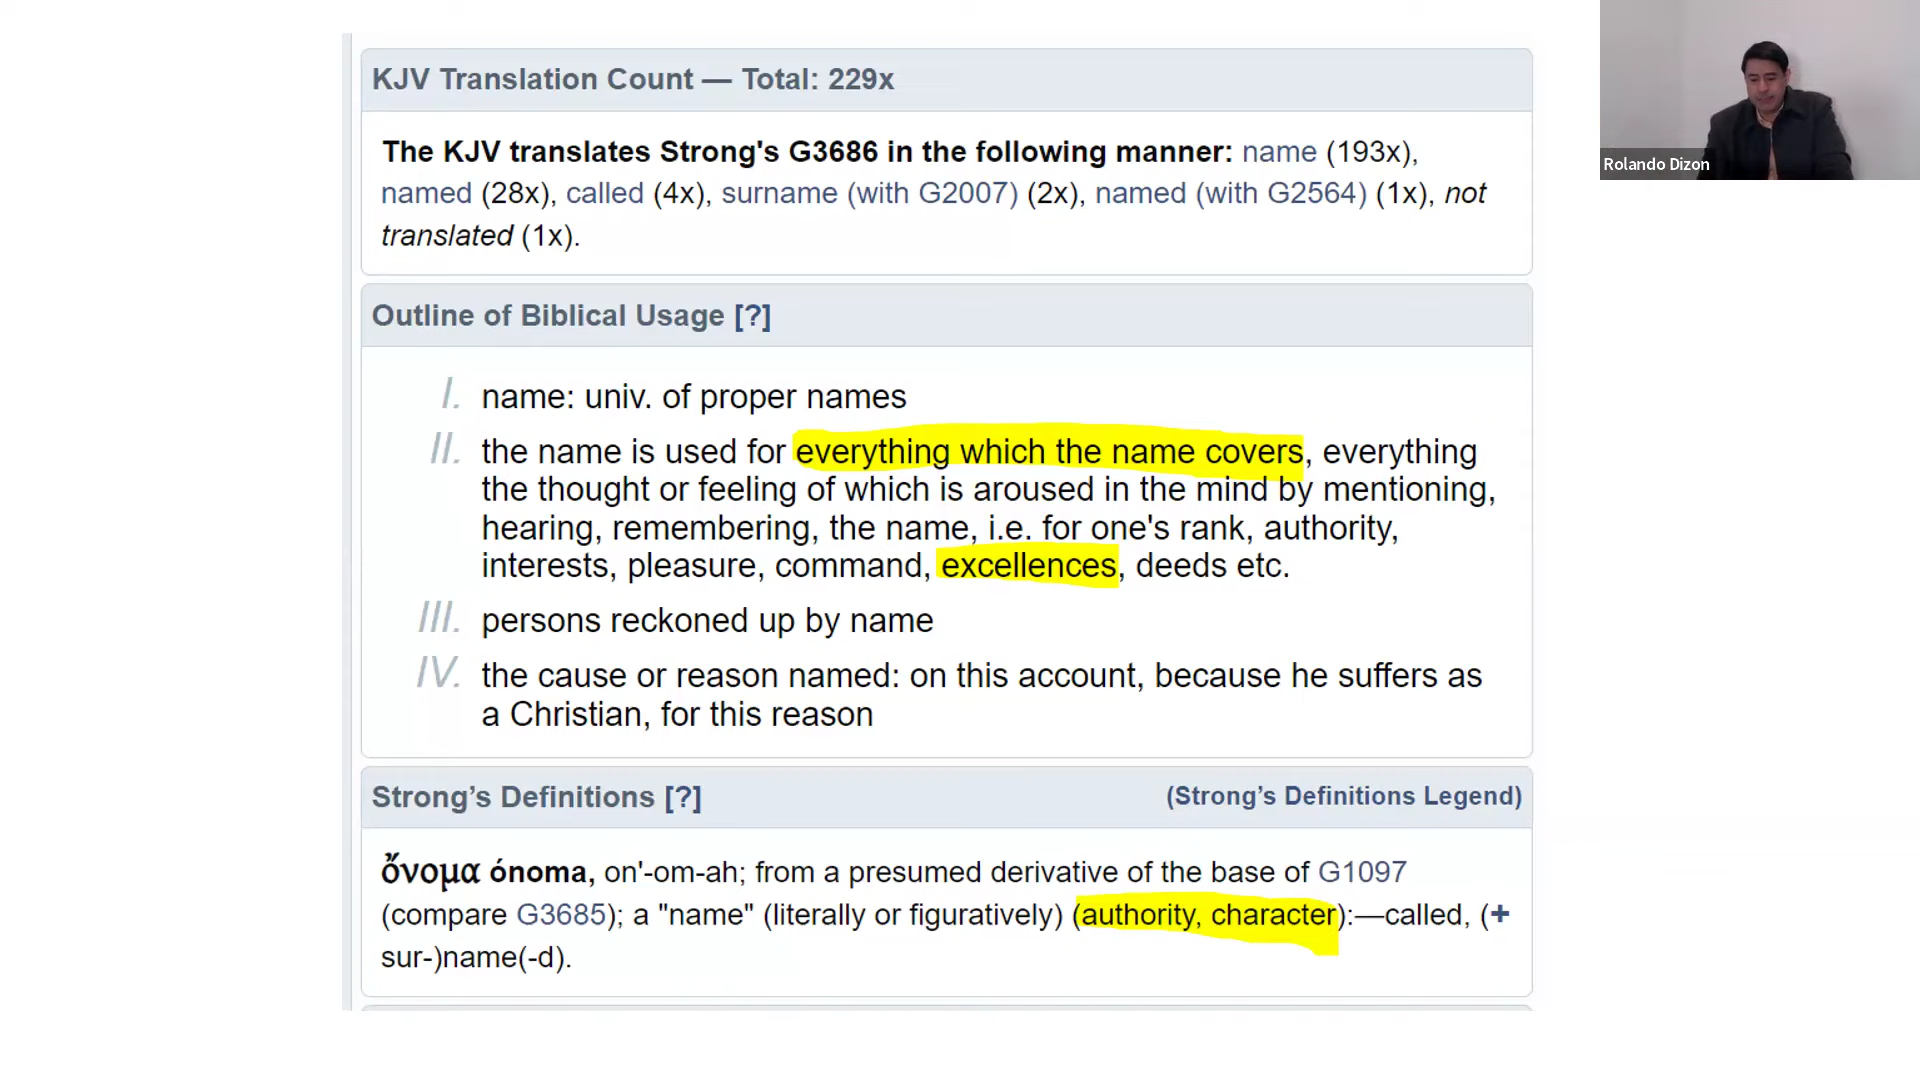 KJV Translation Count — Total: 229x
The KJV translates Strong's G3686 in the following manner: name (193x),
named (28x), called (4x), surname (with G2007) (2x), named (with G2564) (1x), not
translated (1x).
Outline of Biblical Usage [?]
I. name: univ. of proper names
II. the name is used for everything which the name covers, everything
the thought or feeling of which is aroused in the mind by mentioning,
hearing, remembering, the name, i.e. for one's rank, authority,
interests, pleasure, command, excellences, deeds etc.
III. persons reckoned up by name
IV. the cause or reason named: on this account, because he suffers as
a Christian, for this reason
Strong’s Definitions [?] (Strong’s Definitions Legend)
ὄνομα ónoma, on'-om-ah; from a presumed derivative of the base of G1097
(compare G3685); a "name" (literally or figuratively) (authority, character):—called, (+
sur-)name(-d).
Rolando Dizon